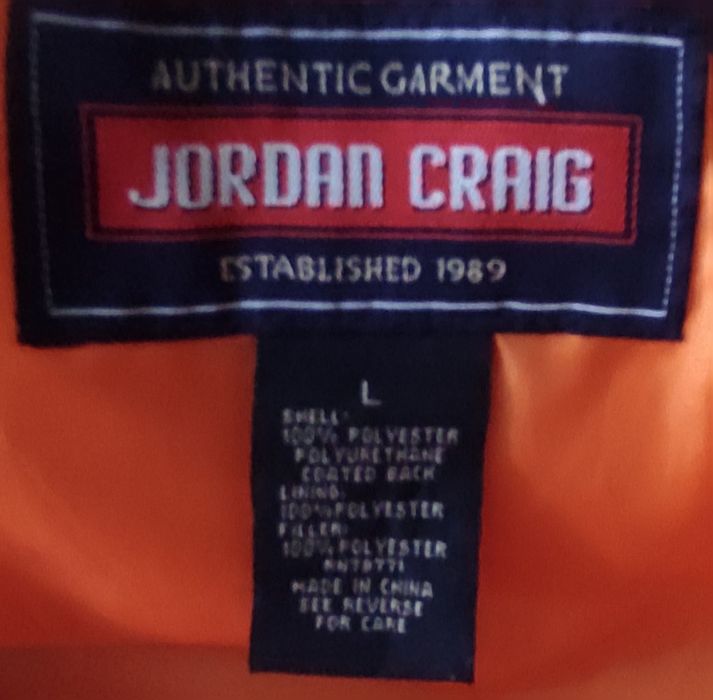 AUTHENTIC GARMENT
JORDAN CRAIG
ESTABLISHED 1989
L
SHELL:
100% POLYESTER
POLYURETHANE
COATED BACK
LINING:
100% POLYESTER
FILLER:
100% POLYESTER
MADE IN CHINA
SEE REVERSE
FOR CARE